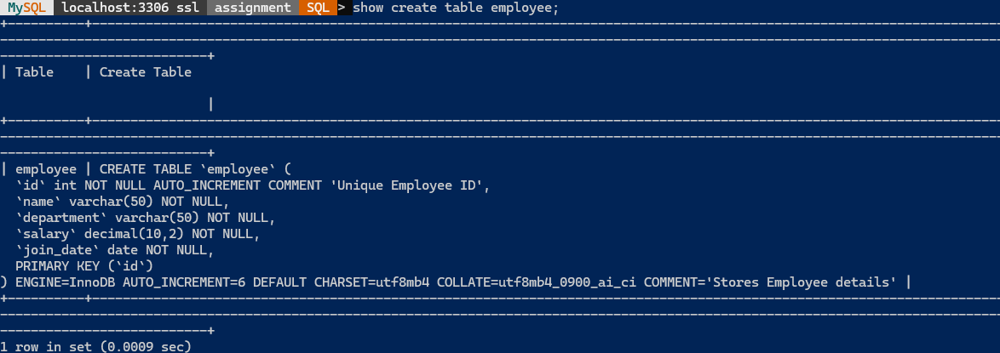 MySQL localhost:3306 ssl assignment SQL > show create table employee;
+----------+------------------------------------------------------------------------------------------------------------------------
----------------------------------------------------------------------------------------------------------------------------------
---------------------------+
| Table    | Create Table
                           |
+----------+------------------------------------------------------------------------------------------------------------------------
----------------------------------------------------------------------------------------------------------------------------------
---------------------------+
| employee | CREATE TABLE `employee` (
  `id` int NOT NULL AUTO_INCREMENT COMMENT 'Unique Employee ID',
  `name` varchar(50) NOT NULL,
  `department` varchar(50) NOT NULL,
  `salary` decimal(10,2) NOT NULL,
  `join_date` date NOT NULL,
  PRIMARY KEY (`id`)
) ENGINE=InnoDB AUTO_INCREMENT=6 DEFAULT CHARSET=utf8mb4 COLLATE=utf8mb4_0900_ai_ci COMMENT='Stores Employee details' |
+----------+------------------------------------------------------------------------------------------------------------------------
----------------------------------------------------------------------------------------------------------------------------------
---------------------------+
1 row in set (0.0009 sec)